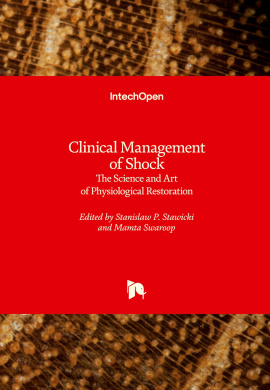 IntechOpen
Clinical Management
of Shock
The Science and Art
of Physiological Restoration
Edited by Stanislaw P. Stawicki
and Mamta Swaroop